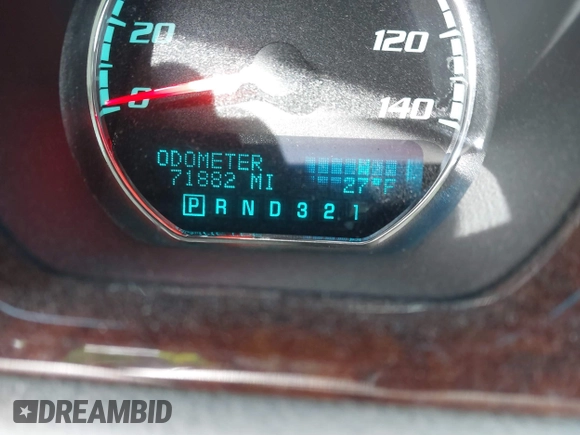 20
120
0
140
ODOMETER
71882 MI
27°F
P R N D 3 2 1
DREAMBID